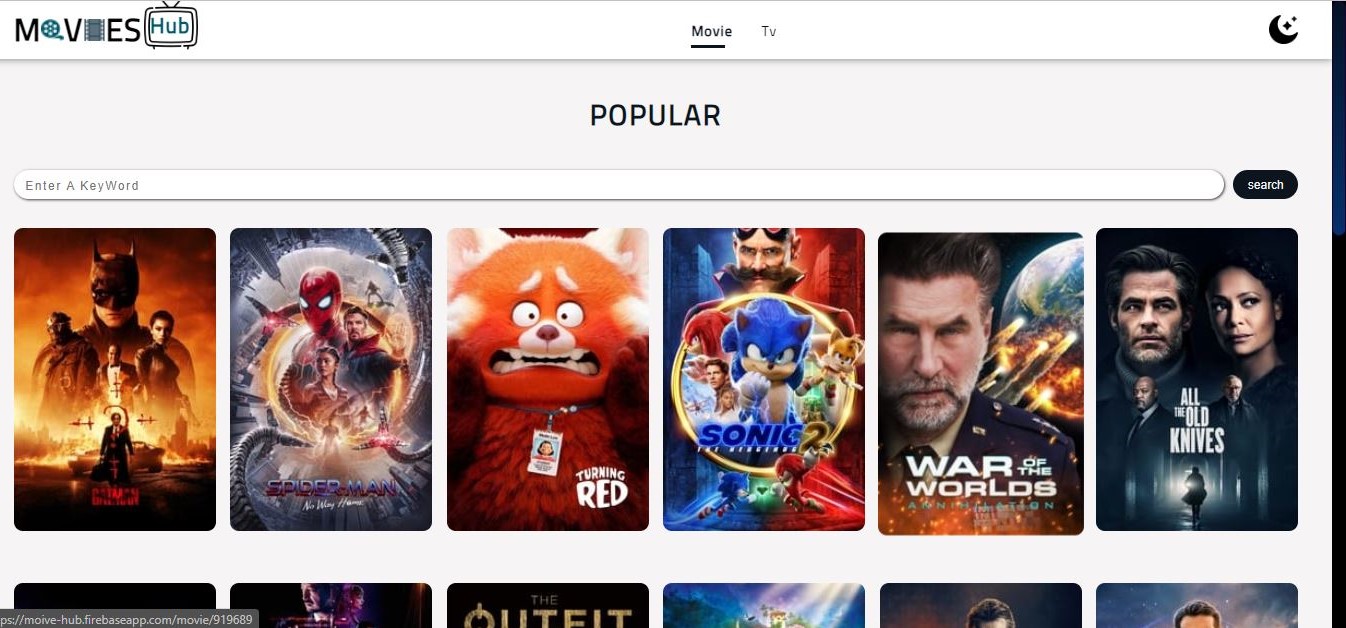 MOVIES Hub
Movie Tv
POPULAR
Enter A KeyWord
search
BATMAN
SPIDER-MAN
No Way Home
TURNING
RED
SONIC 2
THE HEDGEHOG
WAR OF THE
WORLDS
ANNIHILATION
ALL
THE OLD
KNIVES
THE
OUTFIT
ps://moive-hub.firebaseapp.com/movie/919689